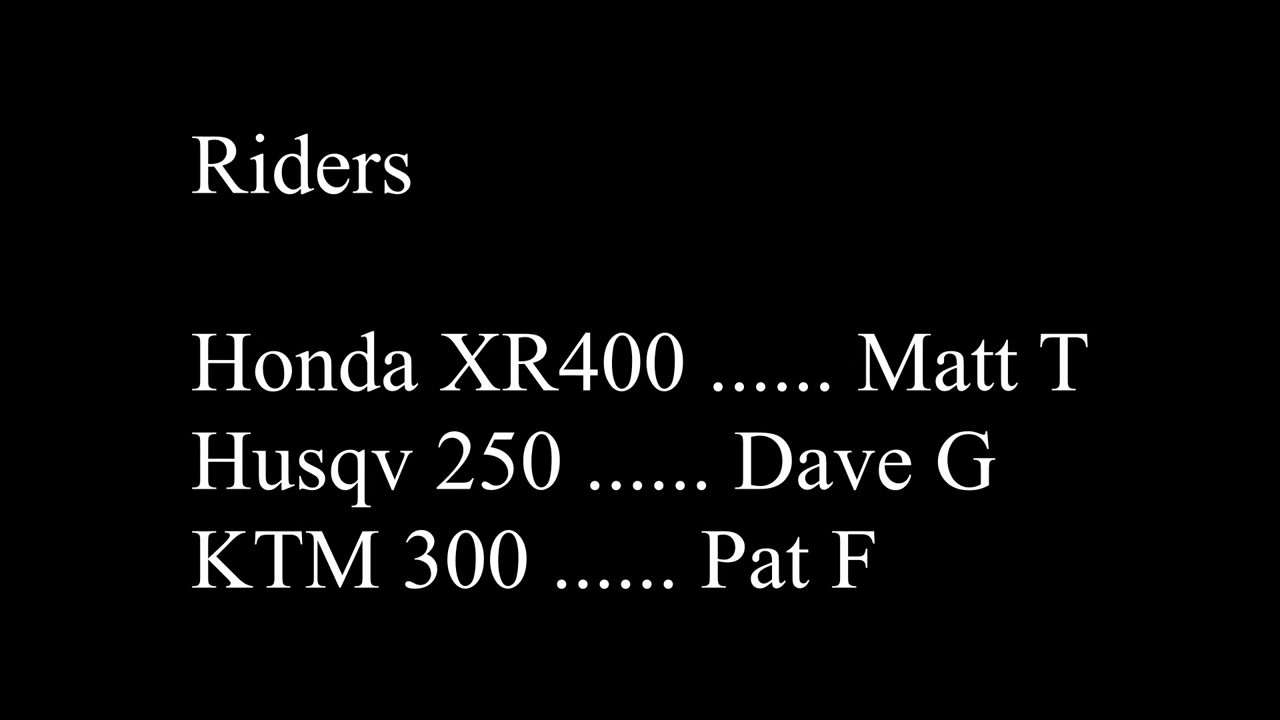 Riders
Honda XR400 ...... Matt T
Husqv 250 ...... Dave G
KTM 300 ...... Pat F